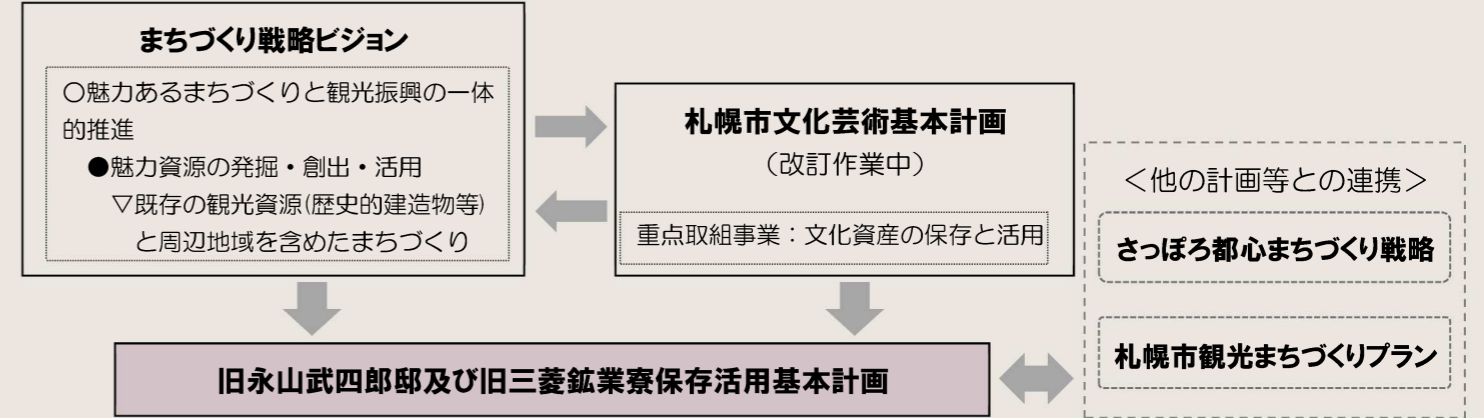 まちづくり戦略ビジョン
○魅力あるまちづくりと観光振興の一体
的推進
●魅力資源の発掘・創出・活用
▽既存の観光資源(歴史的建造物等)
と周辺地域を含めたまちづくり
札幌市文化芸術基本計画
（改訂作業中）
重点取組事業：文化資産の保存と活用
＜他の計画等との連携＞
さっぽろ都心まちづくり戦略
札幌市観光まちづくりプラン
旧永山武四郎邸及び旧三菱鉱業寮保存活用基本計画